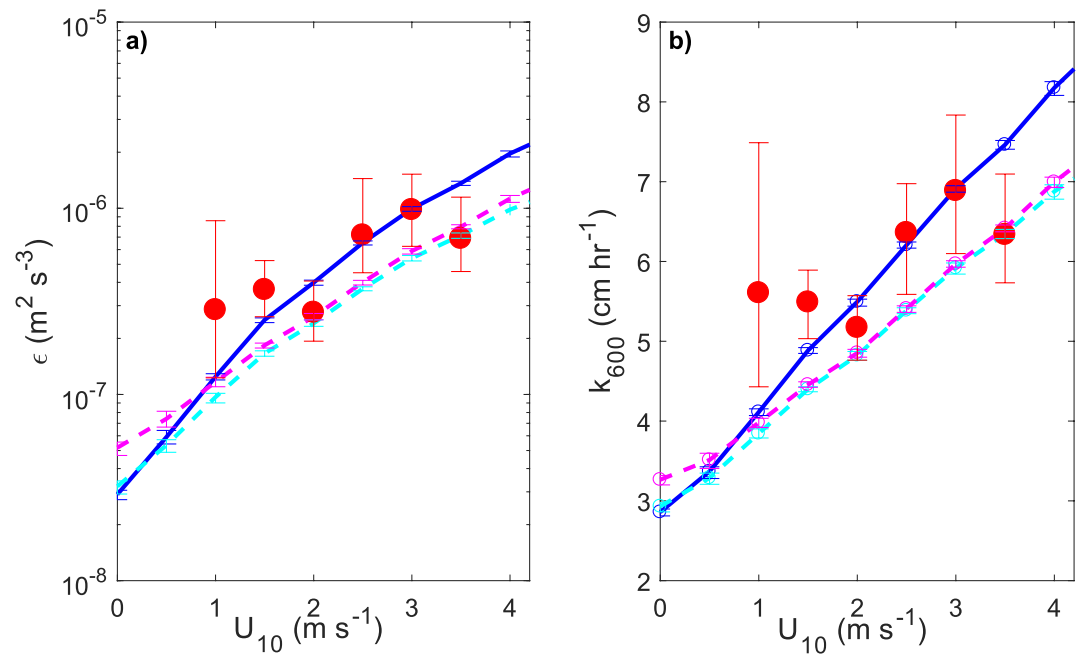 a)
10⁻⁵
10⁻⁶
10⁻⁷
10⁻⁸
ϵ (m² s⁻³)
0 1 2 3 4
U₁₀ (m s⁻¹)
b)
9
8
7
6
5
4
3
2
k₆₀₀ (cm hr⁻¹)
0 1 2 3 4
U₁₀ (m s⁻¹)